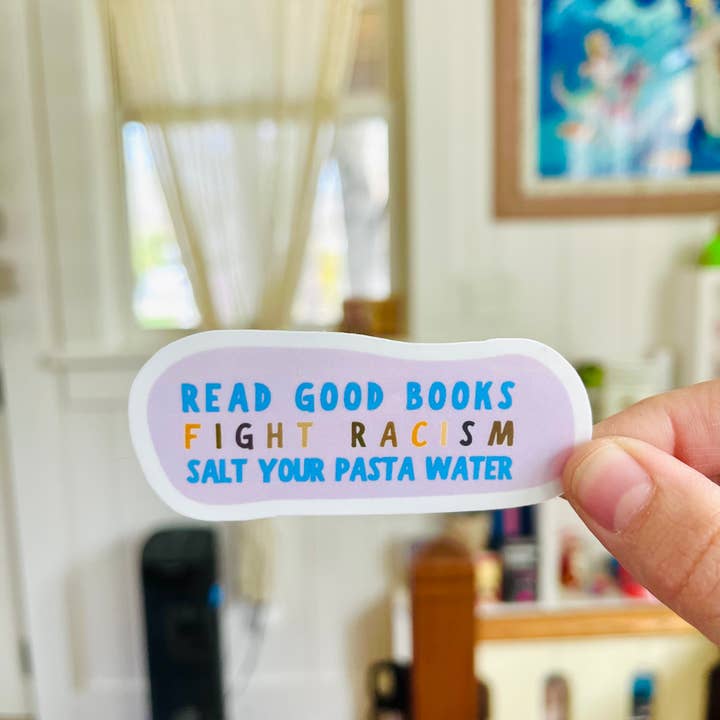 READ GOOD BOOKS
FIGHT RACISM
SALT YOUR PASTA WATER